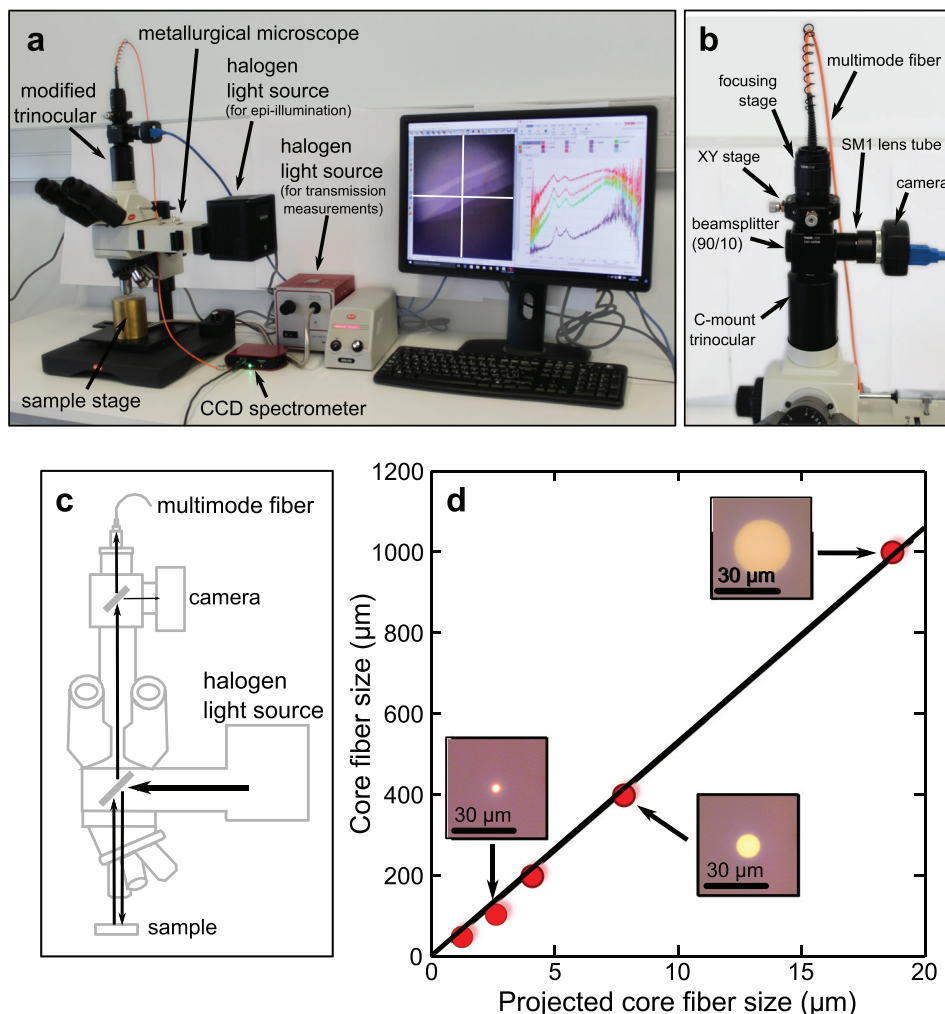 a
metallurgical microscope
modified
trinocular
halogen
light source
(for epi-illumination)
halogen
light source
(for transmission
measurements)
sample stage
CCD spectrometer
b
multimode fiber
focusing
stage
SM1 lens tube
XY stage
camera
beamsplitter
(90/10)
C-mount
trinocular
c
multimode fiber
camera
halogen
light source
sample
d
Core fiber size (µm)
1200
1000
800
600
400
200
0
30 µm
30 µm
30 µm
0
5
10
15
20
Projected core fiber size (µm)